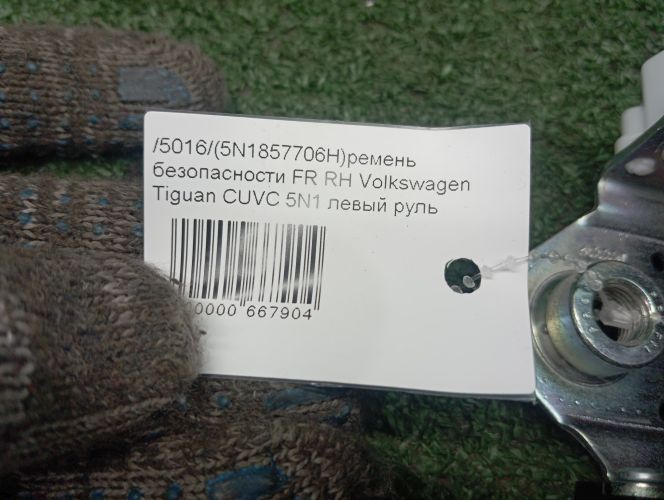 /5016/(5N1857706H)ремень
безопасности FR RH Volkswagen
Tiguan CUVC 5N1 левый руль
0000 667904